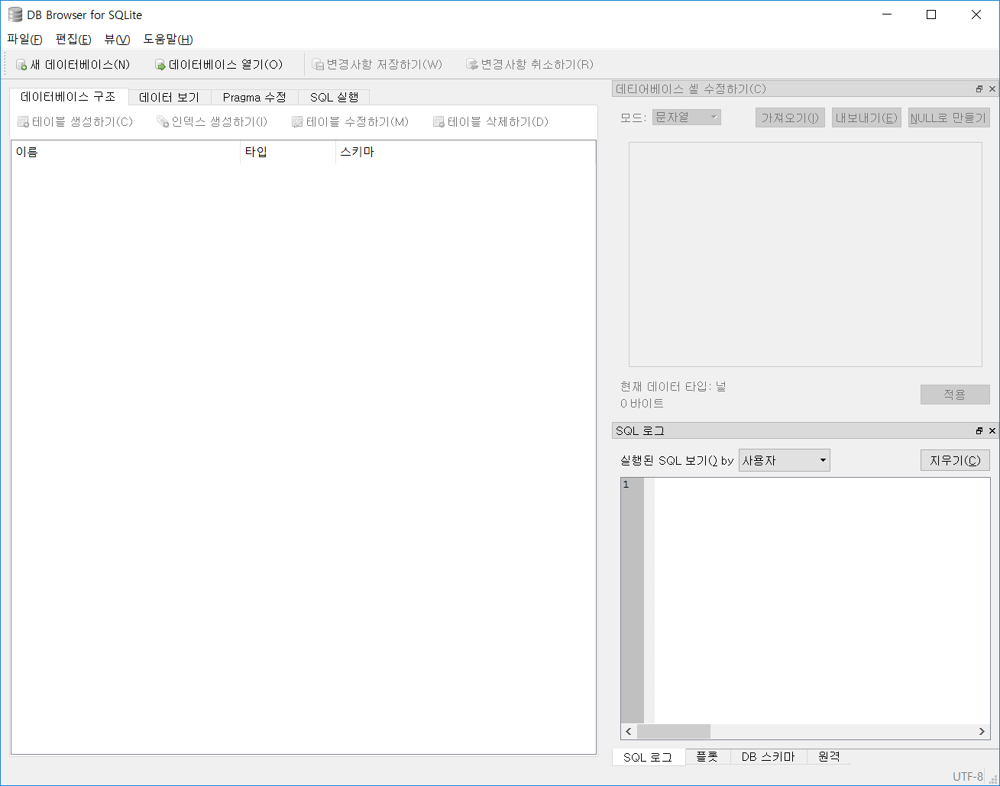 DB Browser for SQLite
파일(F) 편집(E) 뷰(V) 도움말(H)
새 데이터베이스(N) 데이터베이스 열기(O) 변경사항 저장하기(W) 변경사항 취소하기(R)
데이터베이스 구조 데이터 보기 Pragma 수정 SQL 실행
테이블 생성하기(C) 인덱스 생성하기(I) 테이블 수정하기(M) 테이블 삭제하기(D)
이름 타입 스키마
데티어베이스 셀 수정하기(C)
모드: 문자열 가져오기(I) 내보내기(E) NULL로 만들기
현재 데이터 타입: 널
0 바이트
적용
SQL 로그
실행된 SQL 보기() by 사용자 지우기(C)
1
SQL 로그 플롯 DB 스키마 원격
UTF-8